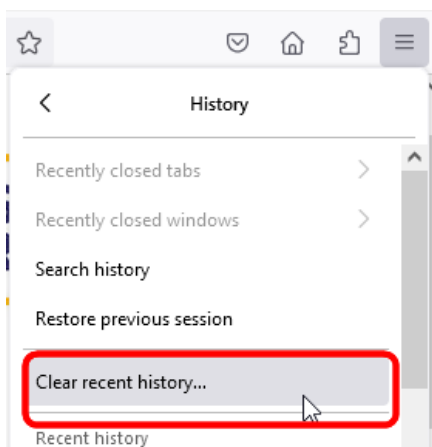 History
Recently closed tabs
Recently closed windows
Search history
Restore previous session
Clear recent history...
Recent history